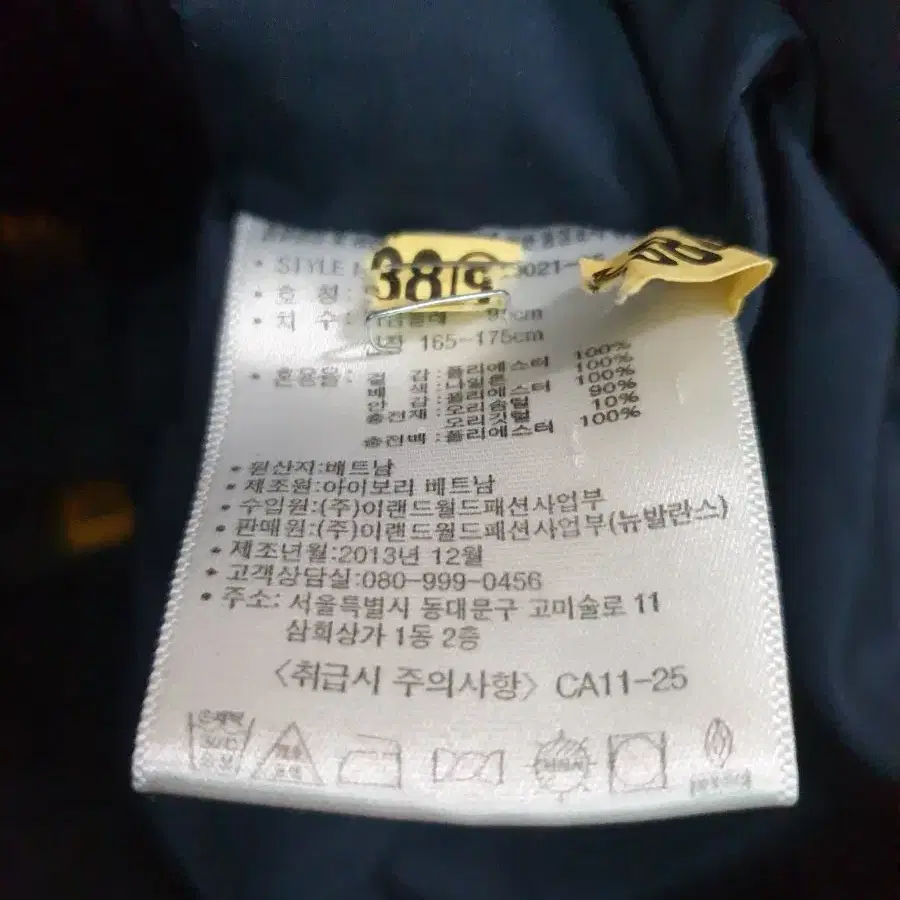 • STYLE
38
• 호 칭 :
• 치 수 : cm
신장 165~175cm
• 혼용율 : 겉 감 : 폴리에스터 100%
배 색 : 나일론 100%
안 감 : 폴리에스터 100%
충전재 : 오리솜털 90%
오리깃털 10%
충전백 : 폴리에스터 100%
• 원산지:베트남
• 제조원:아이보리 베트남
• 수입원:(주)이랜드월드패션사업부
• 판매원:(주)이랜드월드패션사업부(뉴발란스)
• 제조년월:2013년 12월
• 고객상담실:080-999-0456
• 주소: 서울특별시 동대문구 고미술로 11
삼희상가 1동 2층
<취급시 주의사항> CA11-25